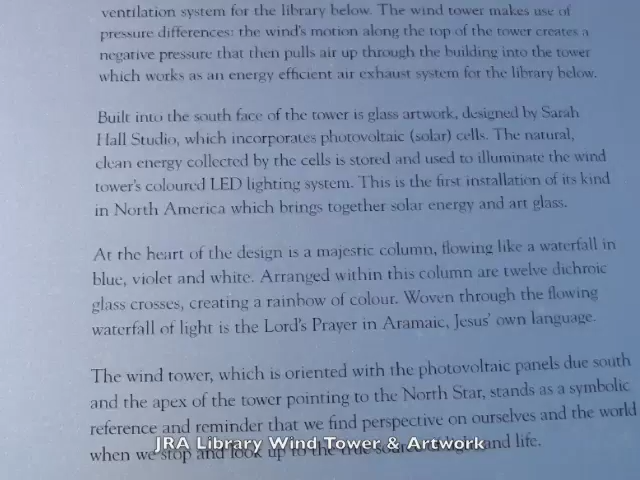 ventilation system for the library below. The wind tower makes use of
pressure differences: the wind's motion along the top of the tower creates a
negative pressure that then pulls air up through the building into the tower
which works as an energy efficient air exhaust system for the library below.
Built into the south face of the tower is glass artwork, designed by Sarah
Hall Studio, which incorporates photovoltaic (solar) cells. The natural,
clean energy collected by the cells is stored and used to illuminate the wind
tower's coloured LED lighting system. This is the first installation of its kind
in North America which brings together solar energy and art glass.
At the heart of the design is a majestic column, flowing like a waterfall in
blue, violet and white. Arranged within this column are twelve dichroic
glass crosses, creating a rainbow of colour. Woven through the flowing
waterfall of light is the Lord's Prayer in Aramaic, Jesus' own language.
The wind tower, which is oriented with the photovoltaic panels due south
and the apex of the tower pointing to the North Star, stands as a symbolic
reference and reminder that we find perspective on ourselves and the world
when we stop and look up to the true source of light and life.
JRA Library Wind Tower & Artwork